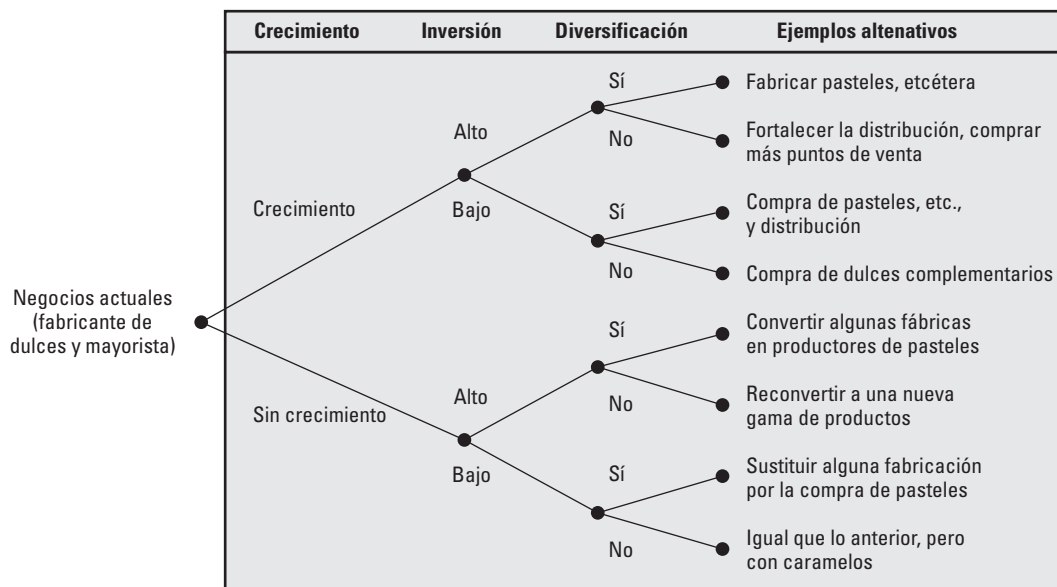 Crecimiento Inversión Diversificación Ejemplos altenativos
Sí
Fabricar pasteles, etcétera
Alto
No
Fortalecer la distribución, comprar
más puntos de venta
Crecimiento
Bajo
Sí
Compra de pasteles, etc.,
y distribución
No
Compra de dulces complementarios
Negocios actuales
(fabricante de
dulces y mayorista)
Sí
Convertir algunas fábricas
en productores de pasteles
Alto
No
Reconvertir a una nueva
gama de productos
Sin crecimiento
Bajo
Sí
Sustituir alguna fabricación
por la compra de pasteles
No
Igual que lo anterior, pero
con caramelos